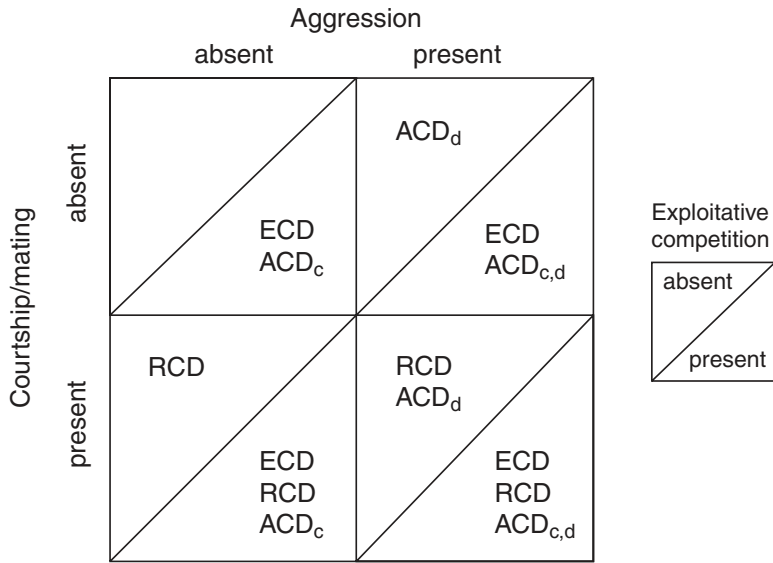 Aggression
absent
present
Courtship/mating
absent
present
ACD_d
ECD
ACD_c
ECD
ACD_c,d
RCD
RCD
ACD_d
ECD
RCD
ACD_c
ECD
RCD
ACD_c,d
Exploitative
competition
absent
present